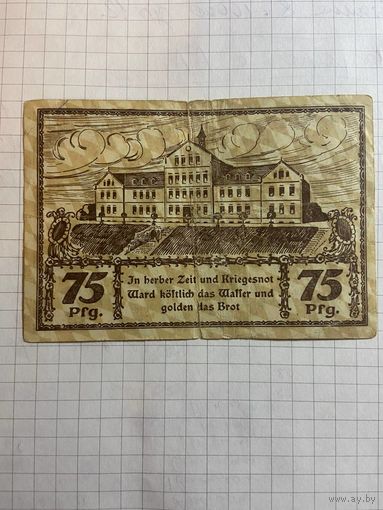 75
Pfg.
In herber Zeit und Kriegesnot
Ward köstlich das Wasser und
golden das Brot
75
Pfg.
www.ay.by